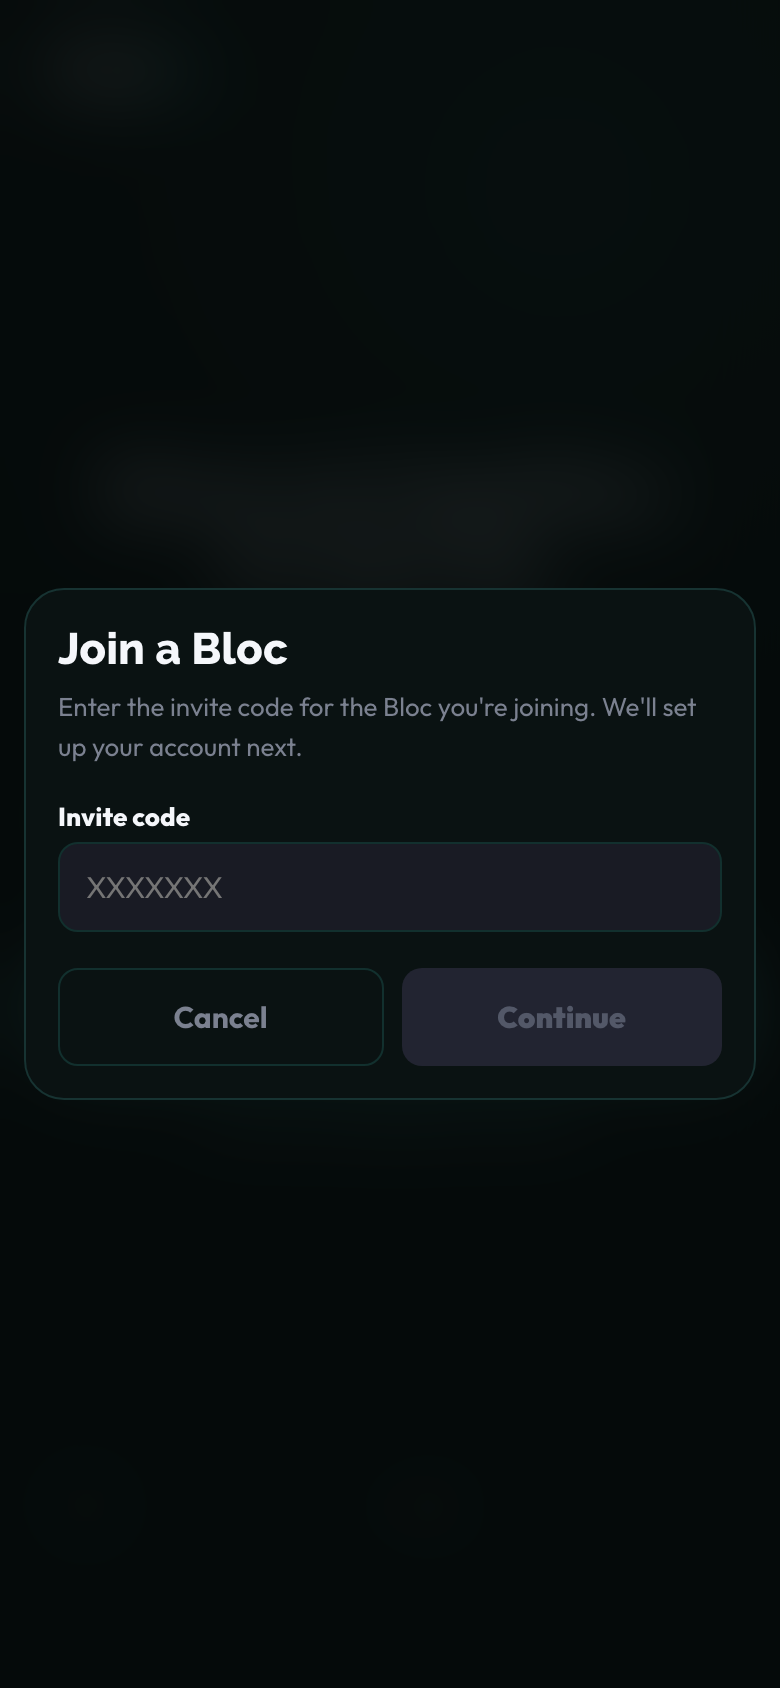 Join a Bloc
Enter the invite code for the Bloc you're joining. We'll set
up your account next.
Invite code
XXXXXXX
Cancel
Continue